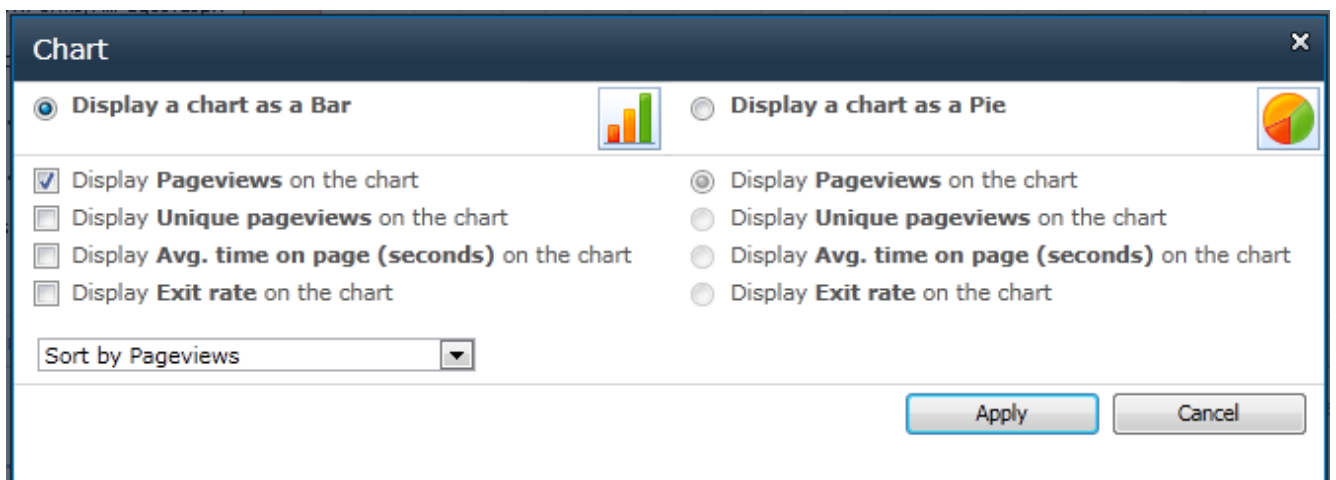 Chart
Display a chart as a Bar
Display a chart as a Pie
Display Pageviews on the chart
Display Pageviews on the chart
Display Unique pageviews on the chart
Display Unique pageviews on the chart
Display Avg. time on page (seconds) on the chart
Display Avg. time on page (seconds) on the chart
Display Exit rate on the chart
Display Exit rate on the chart
Sort by Pageviews
Apply
Cancel